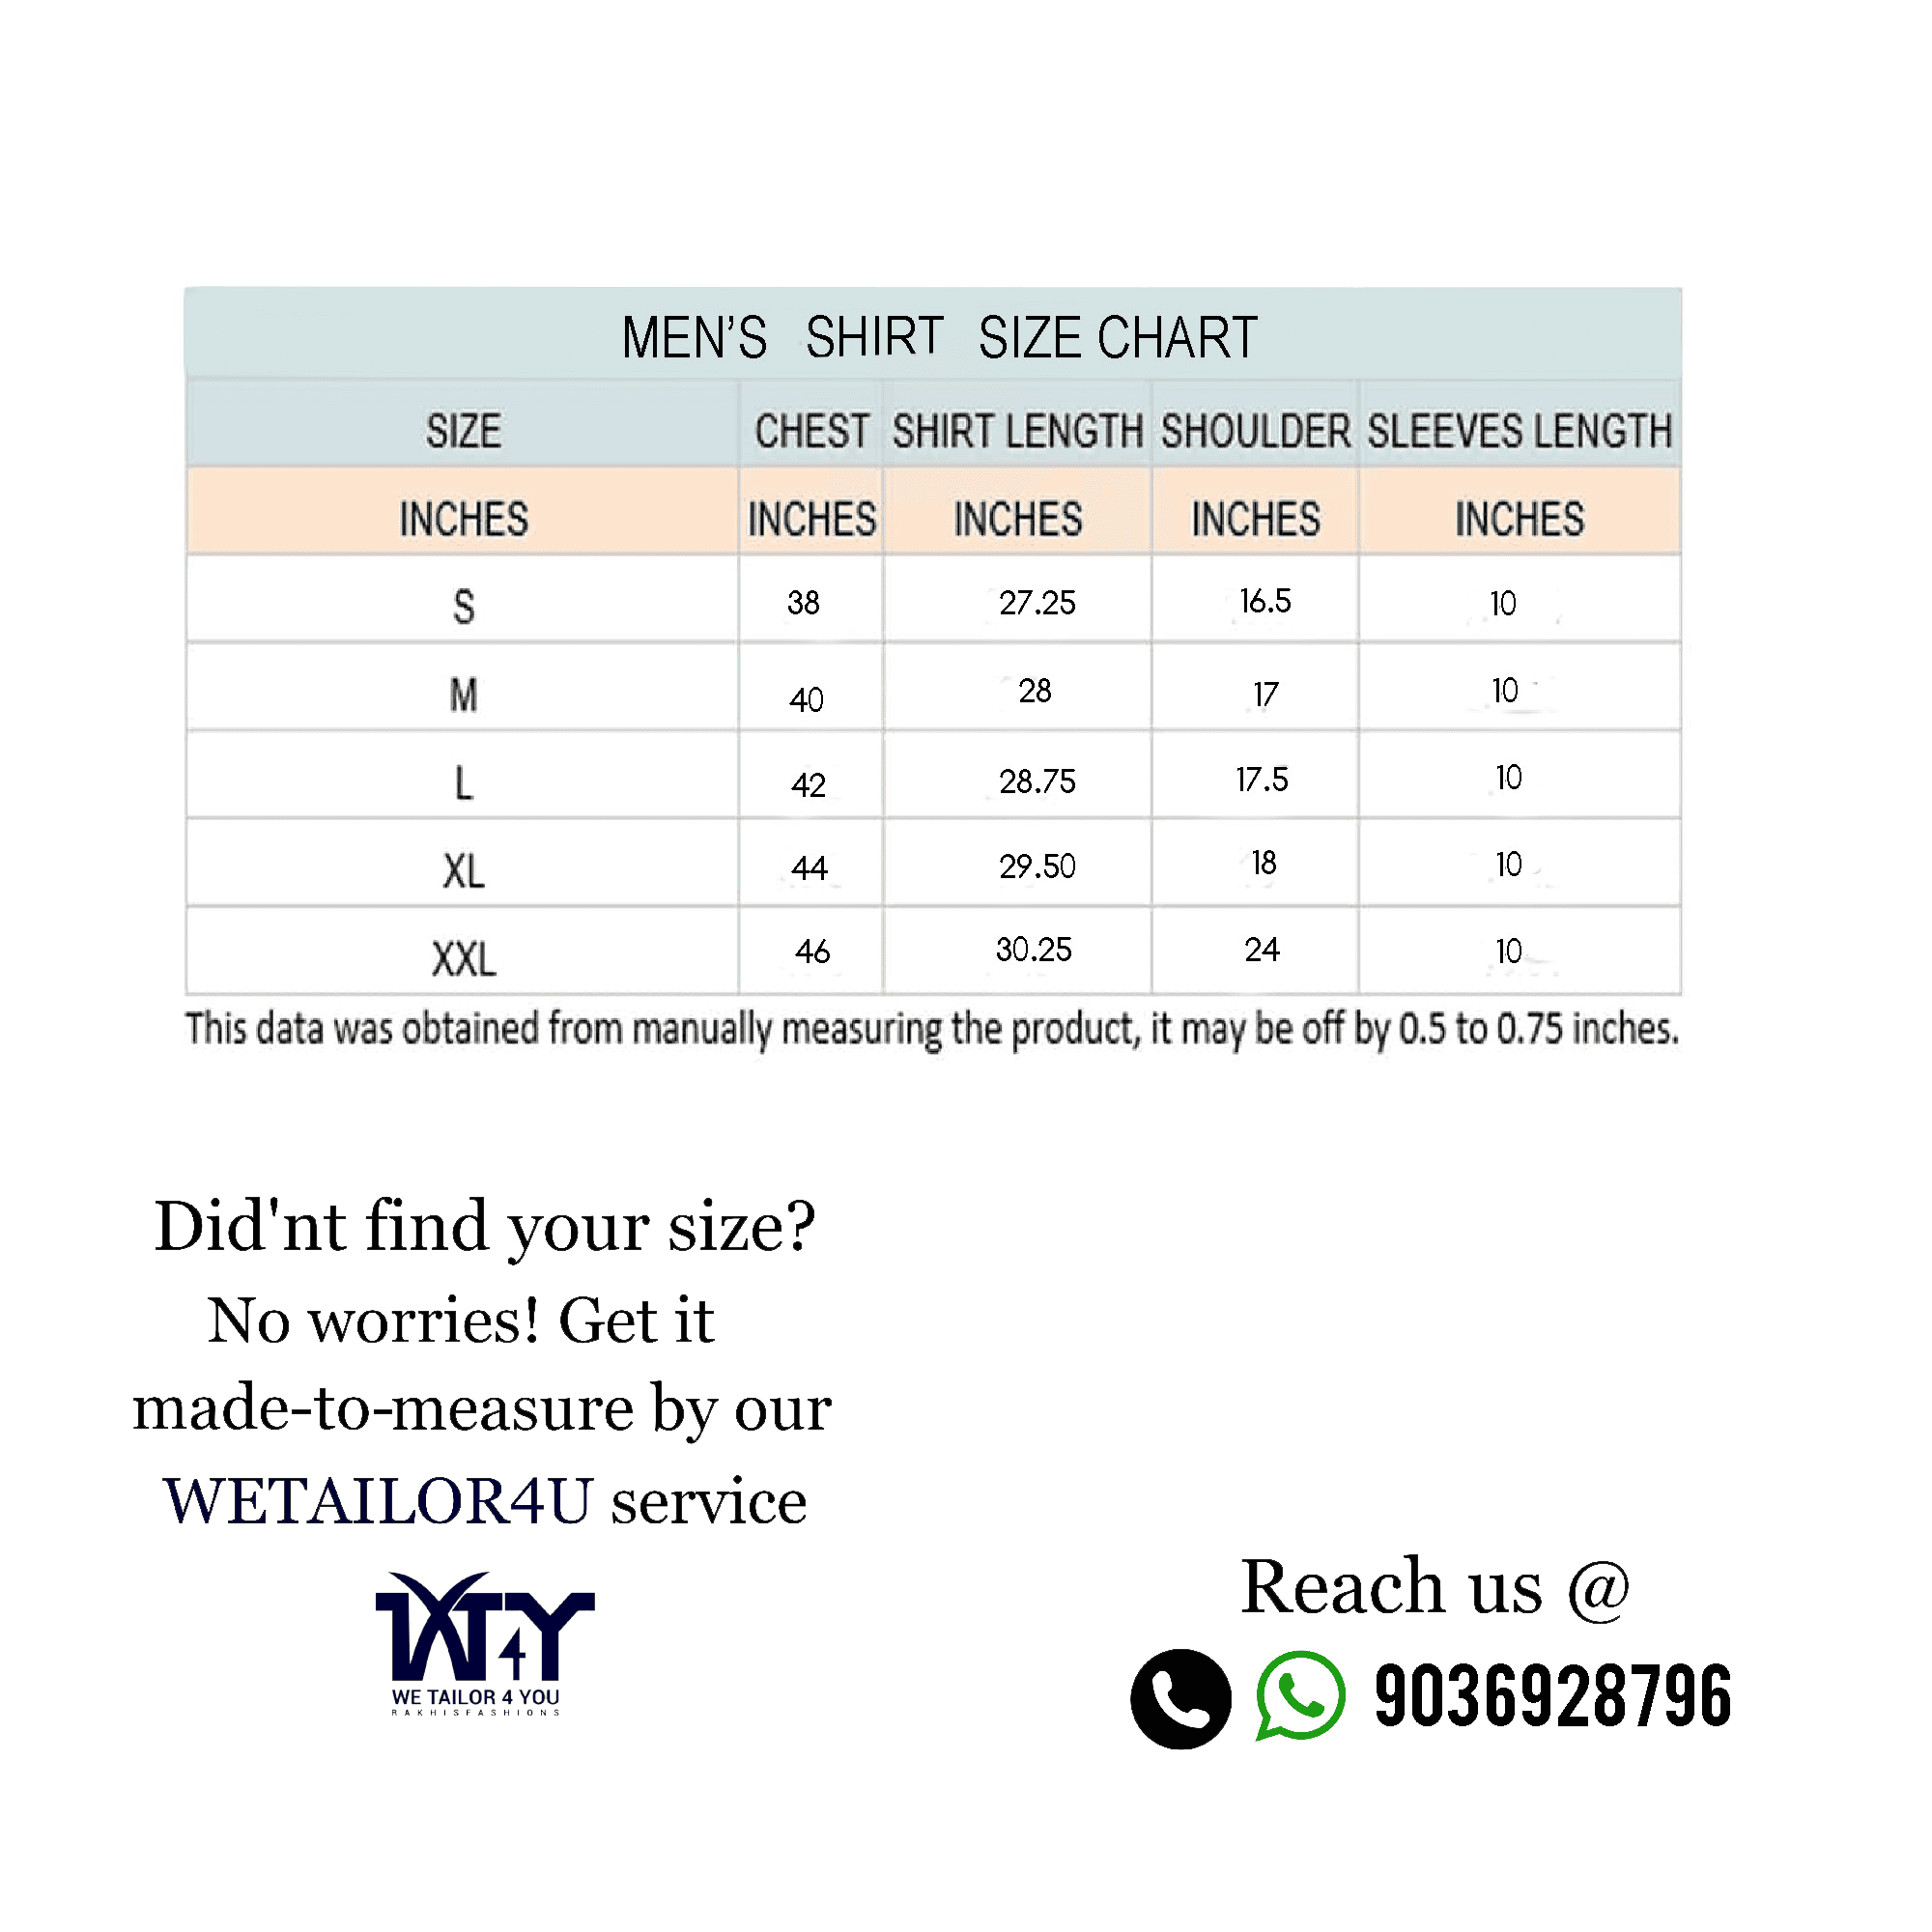 MEN’S SHIRT SIZE CHART
SIZE CHEST SHIRT LENGTH SHOULDER SLEEVES LENGTH
INCHES INCHES INCHES INCHES INCHES
S 38 27.25 16.5 10
M 40 28 17 10
L 42 28.75 17.5 10
XL 44 29.50 18 10
XXL 46 30.25 24 10
This data was obtained from manually measuring the product, it may be off by 0.5 to 0.75 inches.
Did'nt find your size?
No worries! Get it
made-to-measure by our
WETAILOR4U service
WT4Y
WE TAILOR 4 YOU
RAKHISFASHIONS
Reach us @
9036928796